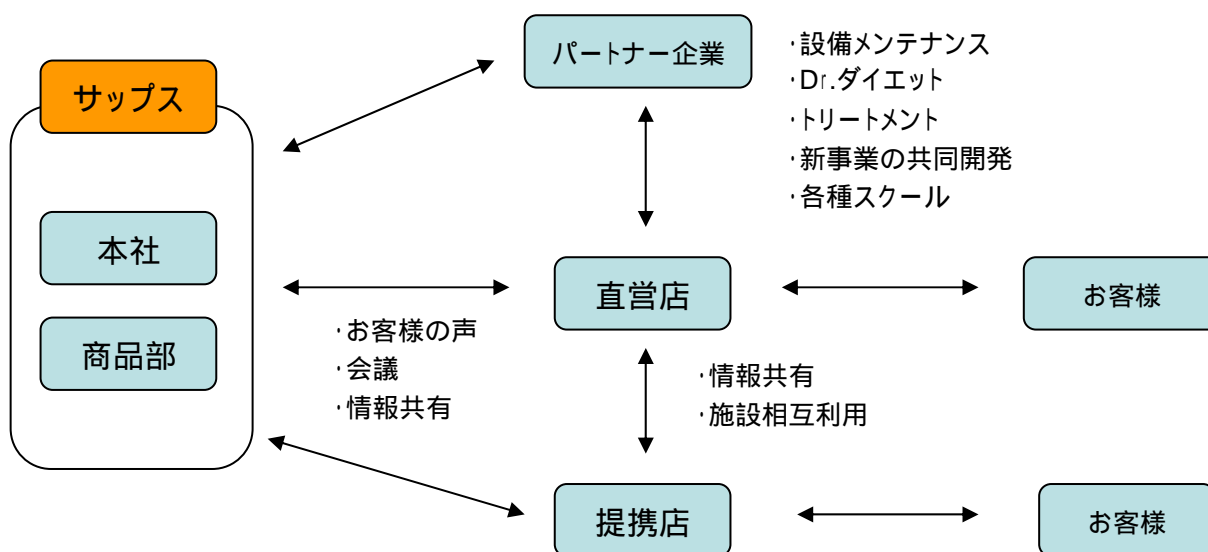 パートナー企業
・設備メンテナンス
・Dr.ダイエット
・トリートメント
・新事業の共同開発
・各種スクール
サップス
本社
商品部
・お客様の声
・会議
・情報共有
直営店
お客様
・情報共有
・施設相互利用
提携店
お客様